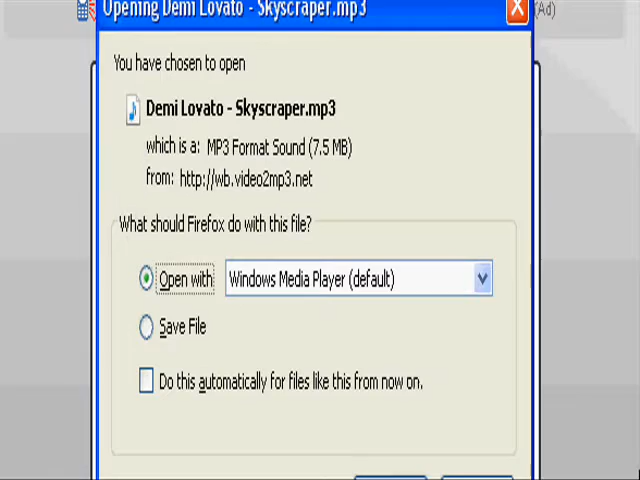 Opening Demi Lovato - Skyscraper.mp3
(Ad)
You have chosen to open
Demi Lovato - Skyscraper.mp3
which is a: MP3 Format Sound (7.5 MB)
from: http://wb.video2mp3.net
What should Firefox do with this file?
Open with Windows Media Player (default)
Save File
Do this automatically for files like this from now on.